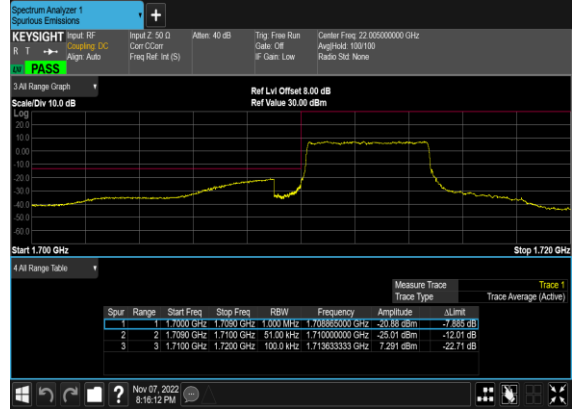 Spectrum Analyzer 1
Spurious Emissions
+
KEYSIGHT Input: RF Input Z: 50 Ω Atten: 40 dB Trig: Free Run Center Freq: 22.005000000 GHz
R T Coupling: DC Corr CCorr Gate: Off Avg|Hold: 100/100
Align: Auto Freq Ref: Int (S) IF Gain: Low Radio Std: None
PASS
3 All Range Graph
Ref Lvl Offset 8.00 dB
Scale/Div 10.0 dB Ref Value 30.00 dBm
Log
20.0
10.0
0.00
-10.0
-20.0
-30.0
-40.0
-50.0
-60.0
Start 1.700 GHz Stop 1.720 GHz
4 All Range Table
Measure Trace Trace 1
Trace Type Trace Average (Active)
Spur Range Start Freq Stop Freq RBW Frequency Amplitude ΔLimit
1 1 1.7000 GHz 1.7090 GHz 1.000 MHz 1.708865000 GHz -20.88 dBm -7.885 dB
2 2 1.7090 GHz 1.7100 GHz 51.00 kHz 1.710000000 GHz -25.01 dBm -12.01 dB
3 3 1.7100 GHz 1.7200 GHz 100.0 kHz 1.713633333 GHz 7.291 dBm -22.71 dB
? Nov 07, 2022
8:16:12 PM